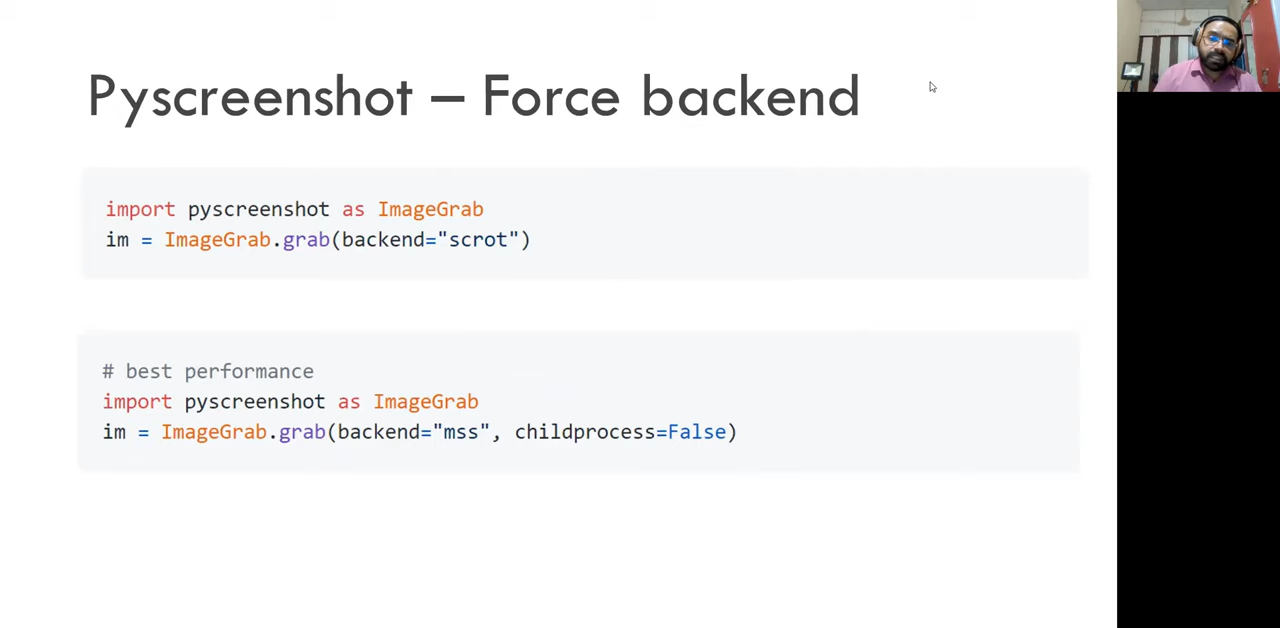 Pyscreenshot – Force backend
import pyscreenshot as ImageGrab
im = ImageGrab.grab(backend="scrot")
# best performance
import pyscreenshot as ImageGrab
im = ImageGrab.grab(backend="mss", childprocess=False)